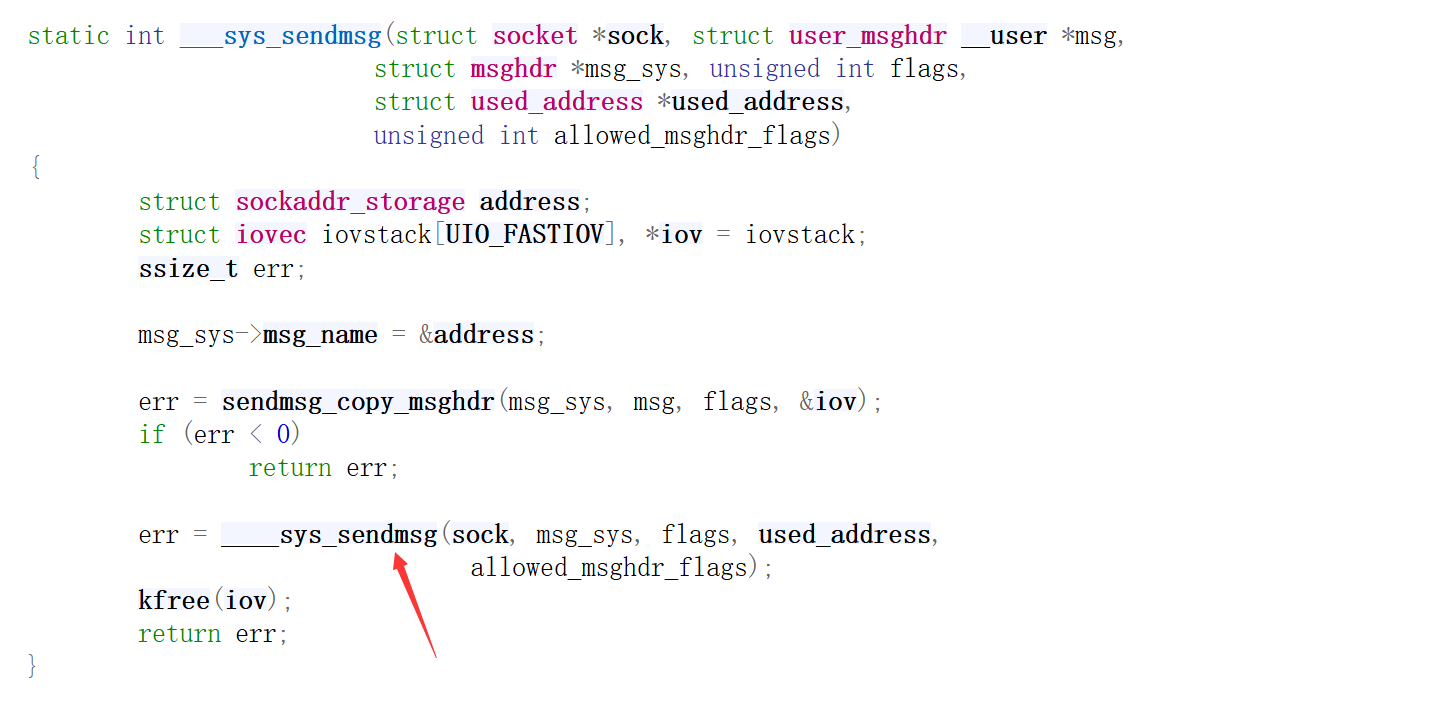 static int ___sys_sendmsg(struct socket *sock, struct user_msghdr __user *msg,
struct msghdr *msg_sys, unsigned int flags,
struct used_address *used_address,
unsigned int allowed_msghdr_flags)
{
struct sockaddr_storage address;
struct iovec iovstack[UIO_FASTIOV], *iov = iovstack;
ssize_t err;
msg_sys->msg_name = &address;
err = sendmsg_copy_msghdr(msg_sys, msg, flags, &iov);
if (err < 0)
return err;
err = ____sys_sendmsg(sock, msg_sys, flags, used_address,
allowed_msghdr_flags);
kfree(iov);
return err;
}